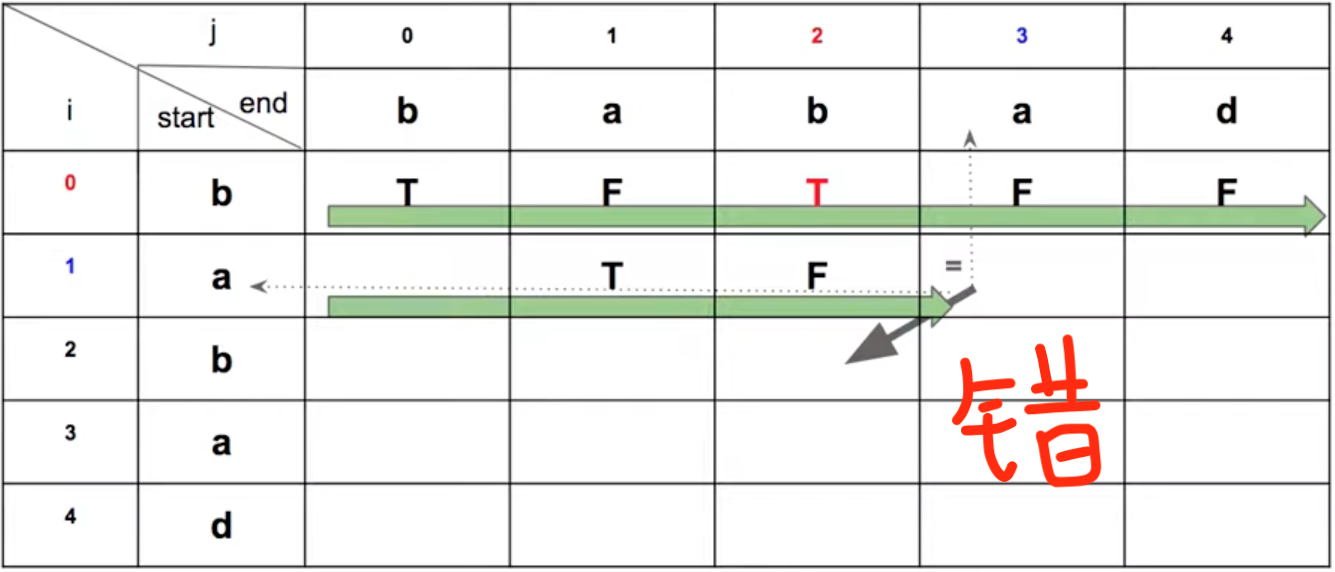 j 0 1 2 3 4
i start end b a b a d
0 b T F T F F
1 a T F =
2 b
3 a
4 d
错